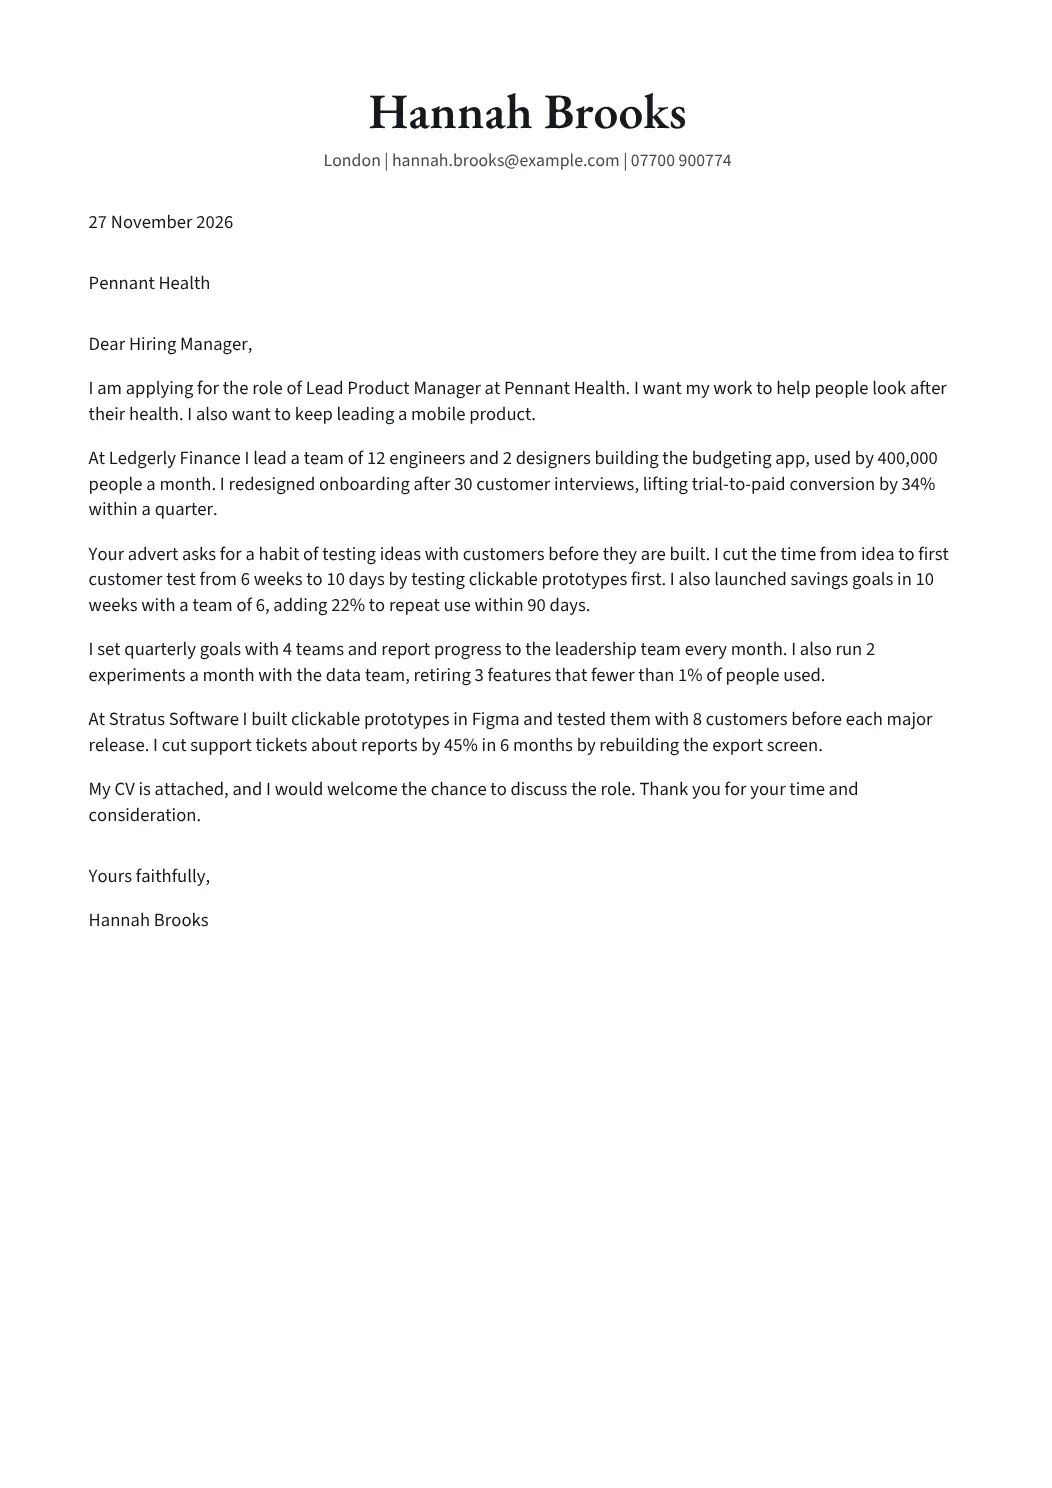 Hannah Brooks
London | hannah.brooks@example.com | 07700 900774
27 November 2026
Pennant Health
Dear Hiring Manager,
I am applying for the role of Lead Product Manager at Pennant Health. I want my work to help people look after
their health. I also want to keep leading a mobile product.
At Ledgerly Finance I lead a team of 12 engineers and 2 designers building the budgeting app, used by 400,000
people a month. I redesigned onboarding after 30 customer interviews, lifting trial-to-paid conversion by 34%
within a quarter.
Your advert asks for a habit of testing ideas with customers before they are built. I cut the time from idea to first
customer test from 6 weeks to 10 days by testing clickable prototypes first. I also launched savings goals in 10
weeks with a team of 6, adding 22% to repeat use within 90 days.
I set quarterly goals with 4 teams and report progress to the leadership team every month. I also run 2
experiments a month with the data team, retiring 3 features that fewer than 1% of people used.
At Stratus Software I built clickable prototypes in Figma and tested them with 8 customers before each major
release. I cut support tickets about reports by 45% in 6 months by rebuilding the export screen.
My CV is attached, and I would welcome the chance to discuss the role. Thank you for your time and
consideration.
Yours faithfully,
Hannah Brooks